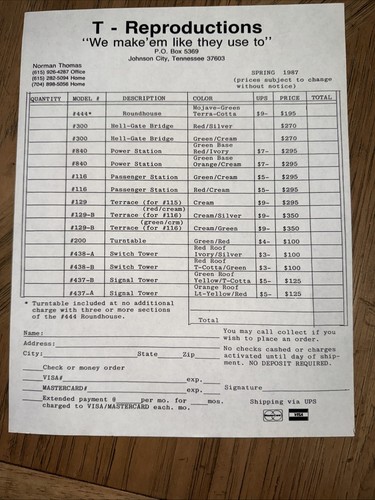 T - Reproductions
"We make'em like they use to"
P.O. Box 5369
Johnson City, Tennessee 37603
Norman Thomas
(615) 926-4287 Office
(615) 282-5094 Home
(704) 898-5056 Home
SPRING 1987
(prices subject to change
without notice)
QUANTITY MODEL # DESCRIPTION COLOR UPS PRICE TOTAL
#444* Roundhouse Mojave-Green Terra-Cotta 9- $195
#300 Hell-Gate Bridge Red/Silver $270
#300 Hell-Gate Bridge Green/Cream $270
#840 Power Station Green Base Red/Ivory $7- $295
#840 Power Station Green Base Orange/Cream $7- $295
#116 Passenger Station Green/Cream $5- $295
#116 Passenger Station Red/Cream $5- $295
#129 Terrace (for #115) Cream $9- $295
#129-B (red/crm) Terrace (for #116) Cream/Silver $9- $350
#129-B (green/crm) Terrace (for #116) Cream/Green $9- $350
#200 Turntable Green/Red $4- $100
#438-A Switch Tower Red Roof Ivory/Silver $3- $100
#438-B Switch Tower Red Roof T-Cotta/Green $3- $100
#437-B Signal Tower Green Roof Yellow/T-Cotta $5- $125
#437-A Signal Tower Orange Roof Lt-Yellow/Red $5- $125
* Turntable included at no additional
charge with three or more sections
of the #444 Roundhouse.
Total
Name:
Address:
City: State Zip
Check or money order
VISA# exp.
MASTERCARD# exp.
Extended payment @ per mo. for mos.
charged to VISA/MASTERCARD each. mo.
You may call collect if you
wish to place an order.
No checks cashed or charges
activated until day of ship-
ment. NO DEPOSIT REQUIRED.
Signature
Shipping via UPS
VISA